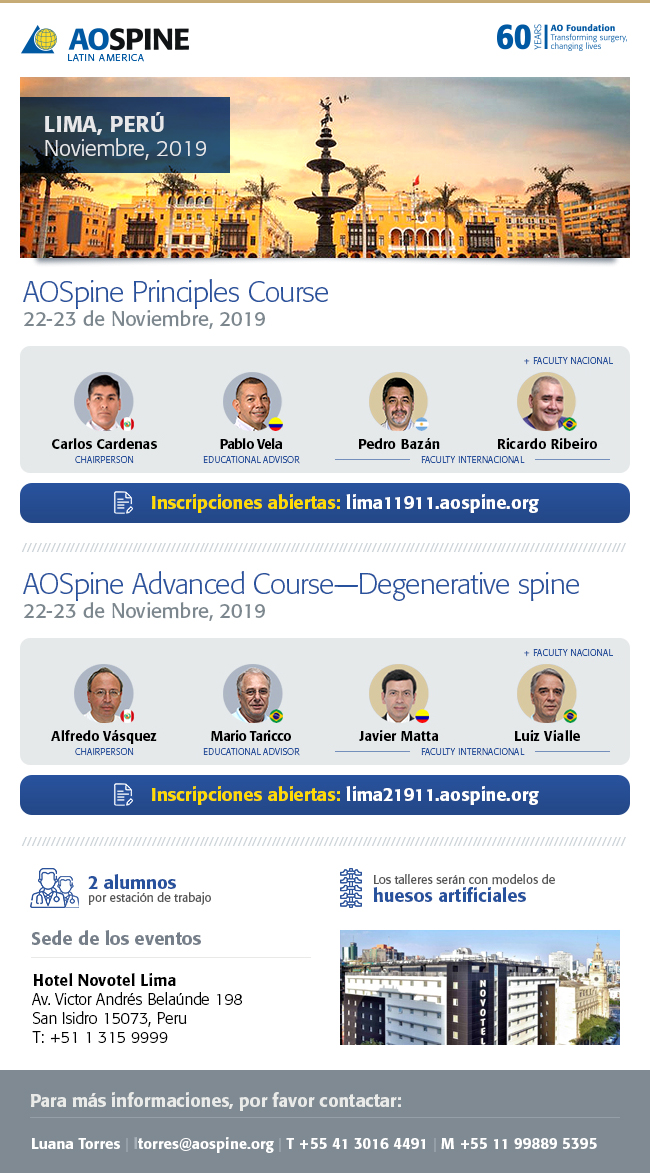 AOSPINE
LATIN AMERICA
60 YEARS
AO Foundation
Transforming surgery,
changing lives
LIMA, PERÚ
Noviembre, 2019
AOSpine Principles Course
22-23 de Noviembre, 2019
+ FACULTY NACIONAL
Carlos Cardenas Pablo Vela Pedro Bazán Ricardo Ribeiro
CHAIRPERSON EDUCATIONAL ADVISOR FACULTY INTERNACIONAL
Inscripciones abiertas: lima11911.aospine.org
AOSpine Advanced Course—Degenerative spine
22-23 de Noviembre, 2019
+ FACULTY NACIONAL
Alfredo Vásquez Mario Taricco Javier Matta Luiz Vialle
CHAIRPERSON EDUCATIONAL ADVISOR FACULTY INTERNACIONAL
Inscripciones abiertas: lima21911.aospine.org
2 alumnos
por estación de trabajo
Los talleres serán con modelos de
huesos artificiales
Sede de los eventos
Hotel Novotel Lima
Av. Victor Andrés Belaúnde 198
San Isidro 15073, Peru
T: +51 1 315 9999
NOVOTEL
Para más informaciones, por favor contactar:
Luana Torres | ltorres@aospine.org | T +55 41 3016 4491 | M +55 11 99889 5395